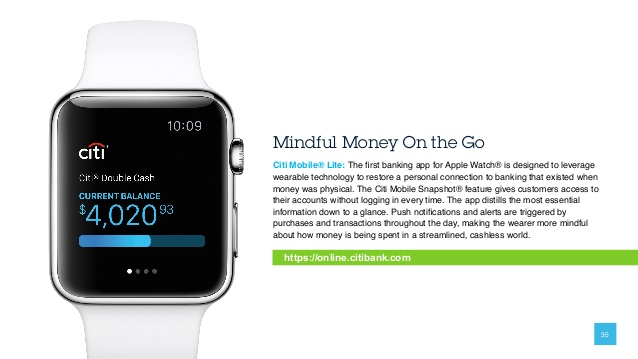 10:09
citi
Citi® Double Cash
CURRENT BALANCE
$4,02093
Mindful Money On the Go
Citi Mobile® Lite: The first banking app for Apple Watch® is designed to leverage
wearable technology to restore a personal connection to banking that existed when
money was physical. The Citi Mobile Snapshot® feature gives customers access to
their accounts without logging in every time. The app distills the most essential
information down to a glance. Push notifications and alerts are triggered by
purchases and transactions throughout the day, making the wearer more mindful
about how money is being spent in a streamlined, cashless world.
https://online.citibank.com
35